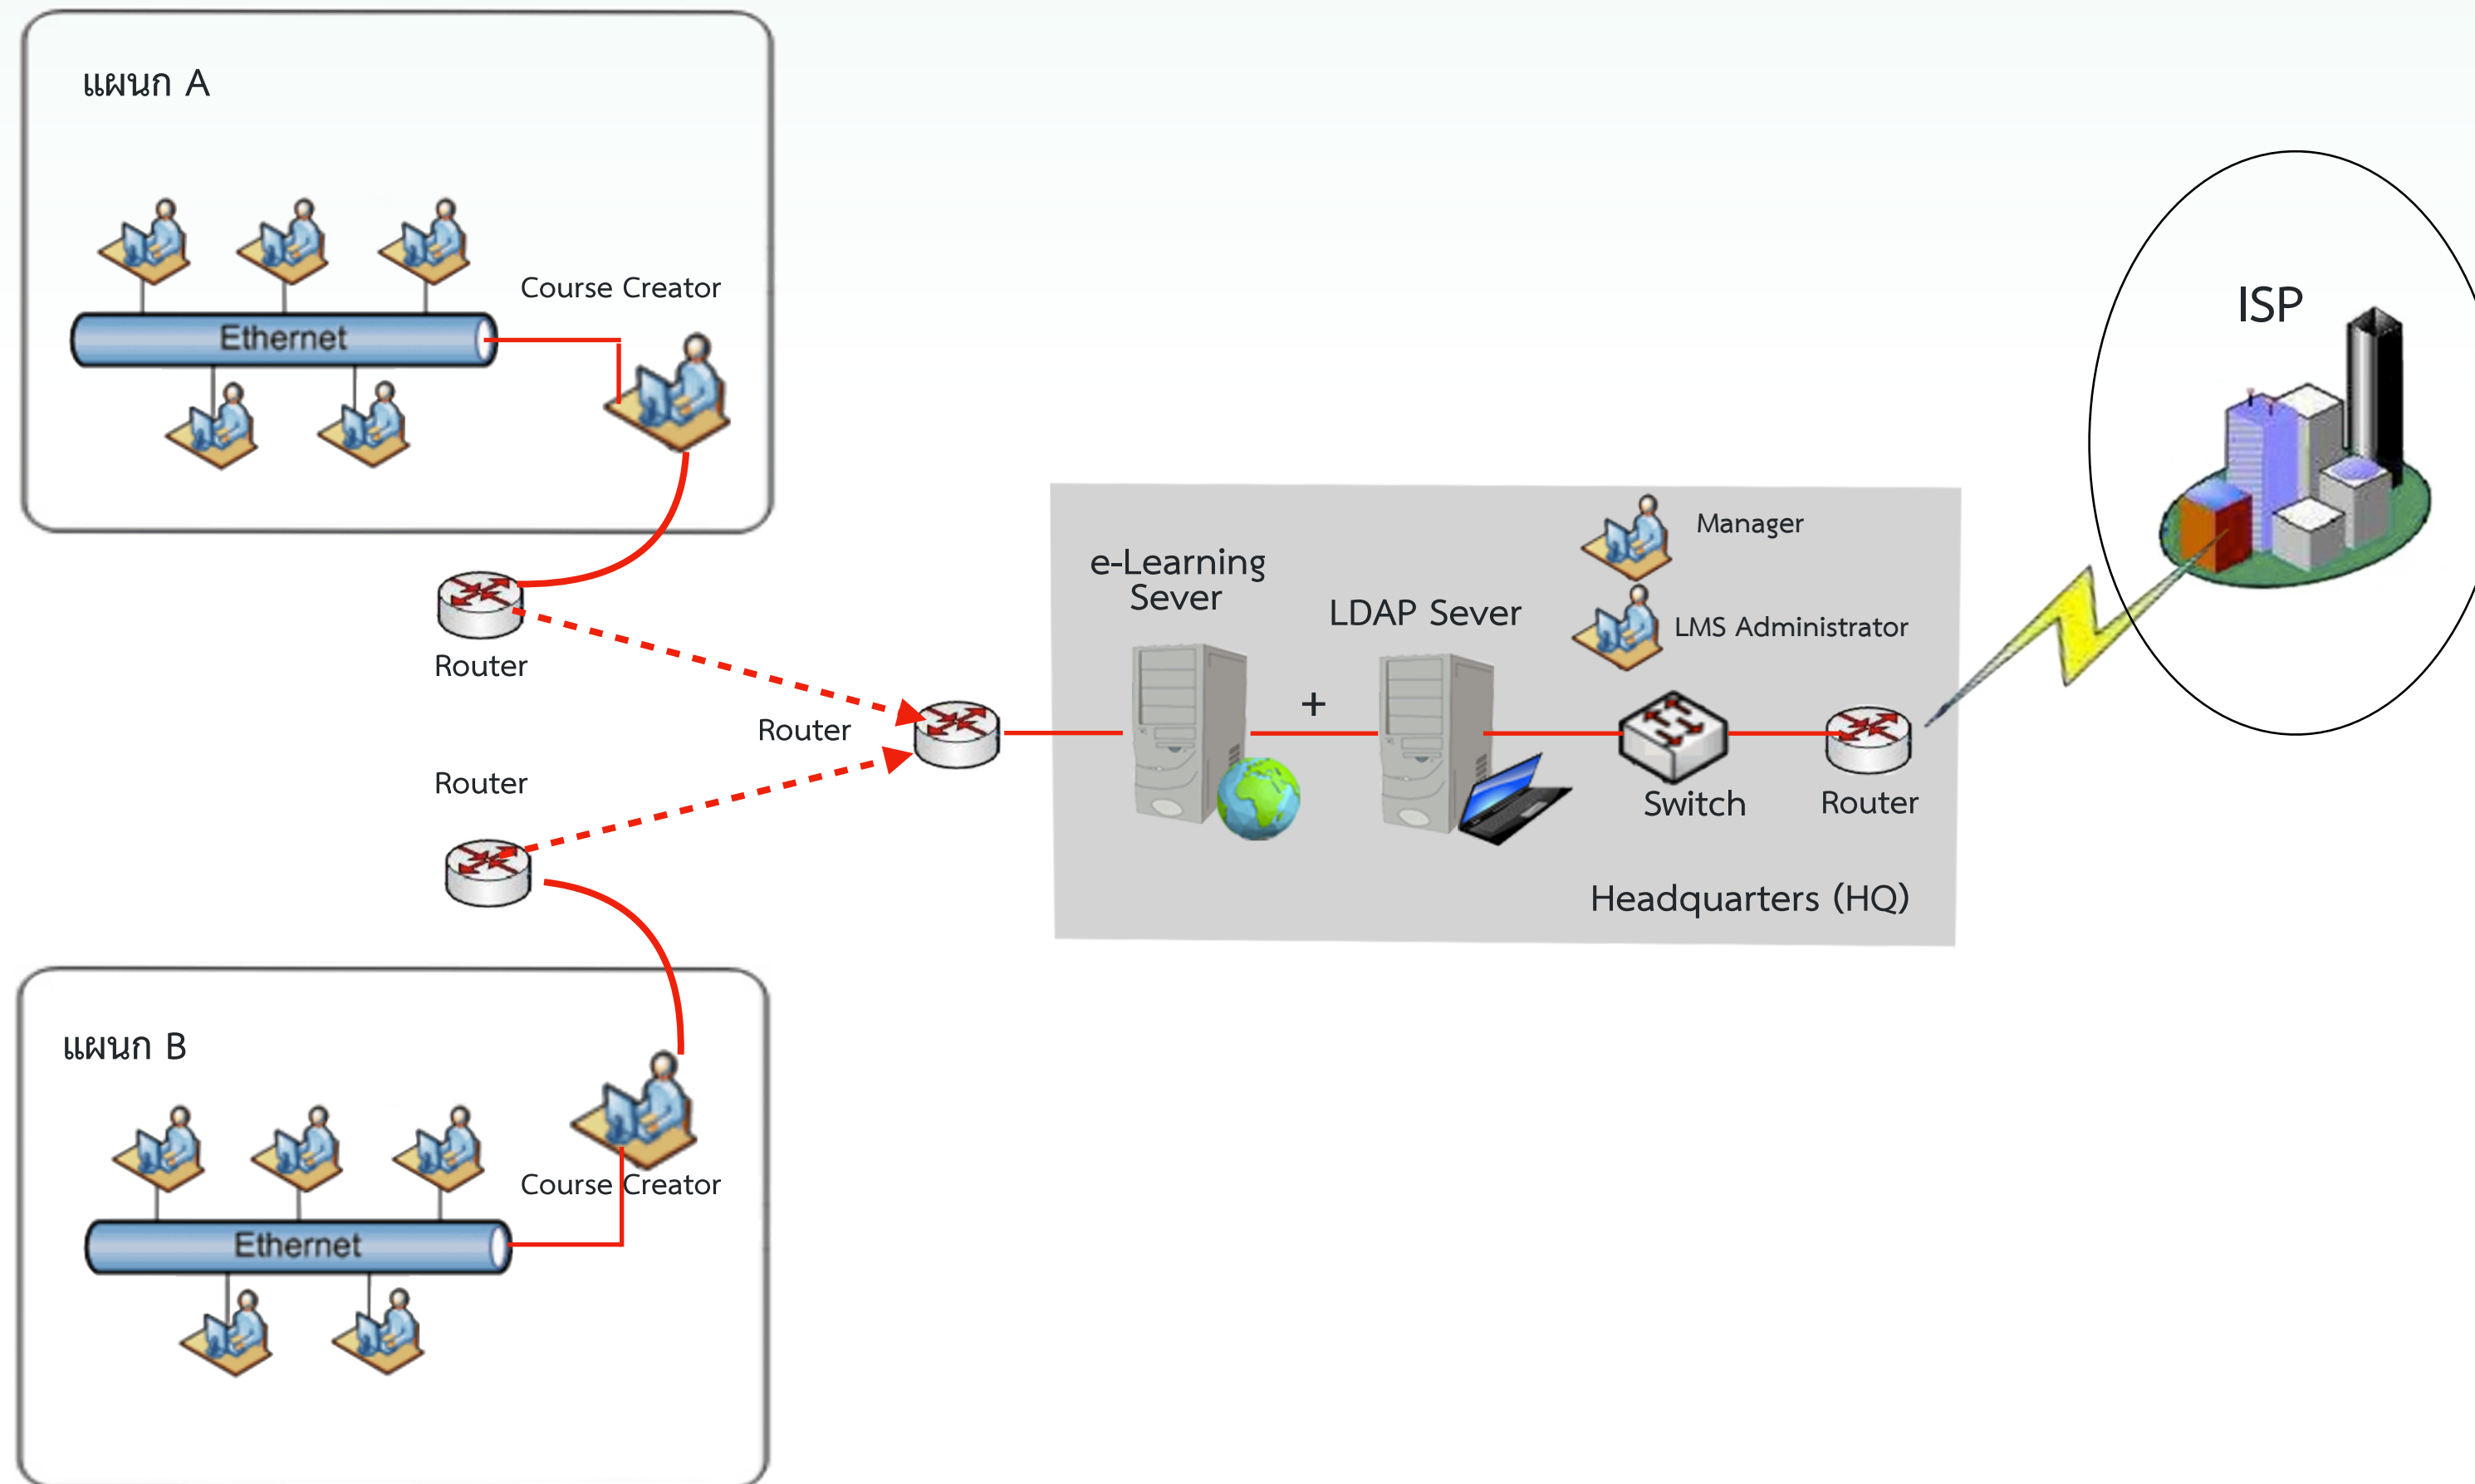 แผนก A
Course Creator
Ethernet
Router
Router
Router
แผนก B
Course Creator
Ethernet
e-Learning
Sever
LDAP Sever
+
Manager
LMS Administrator
Switch
Router
Headquarters (HQ)
ISP